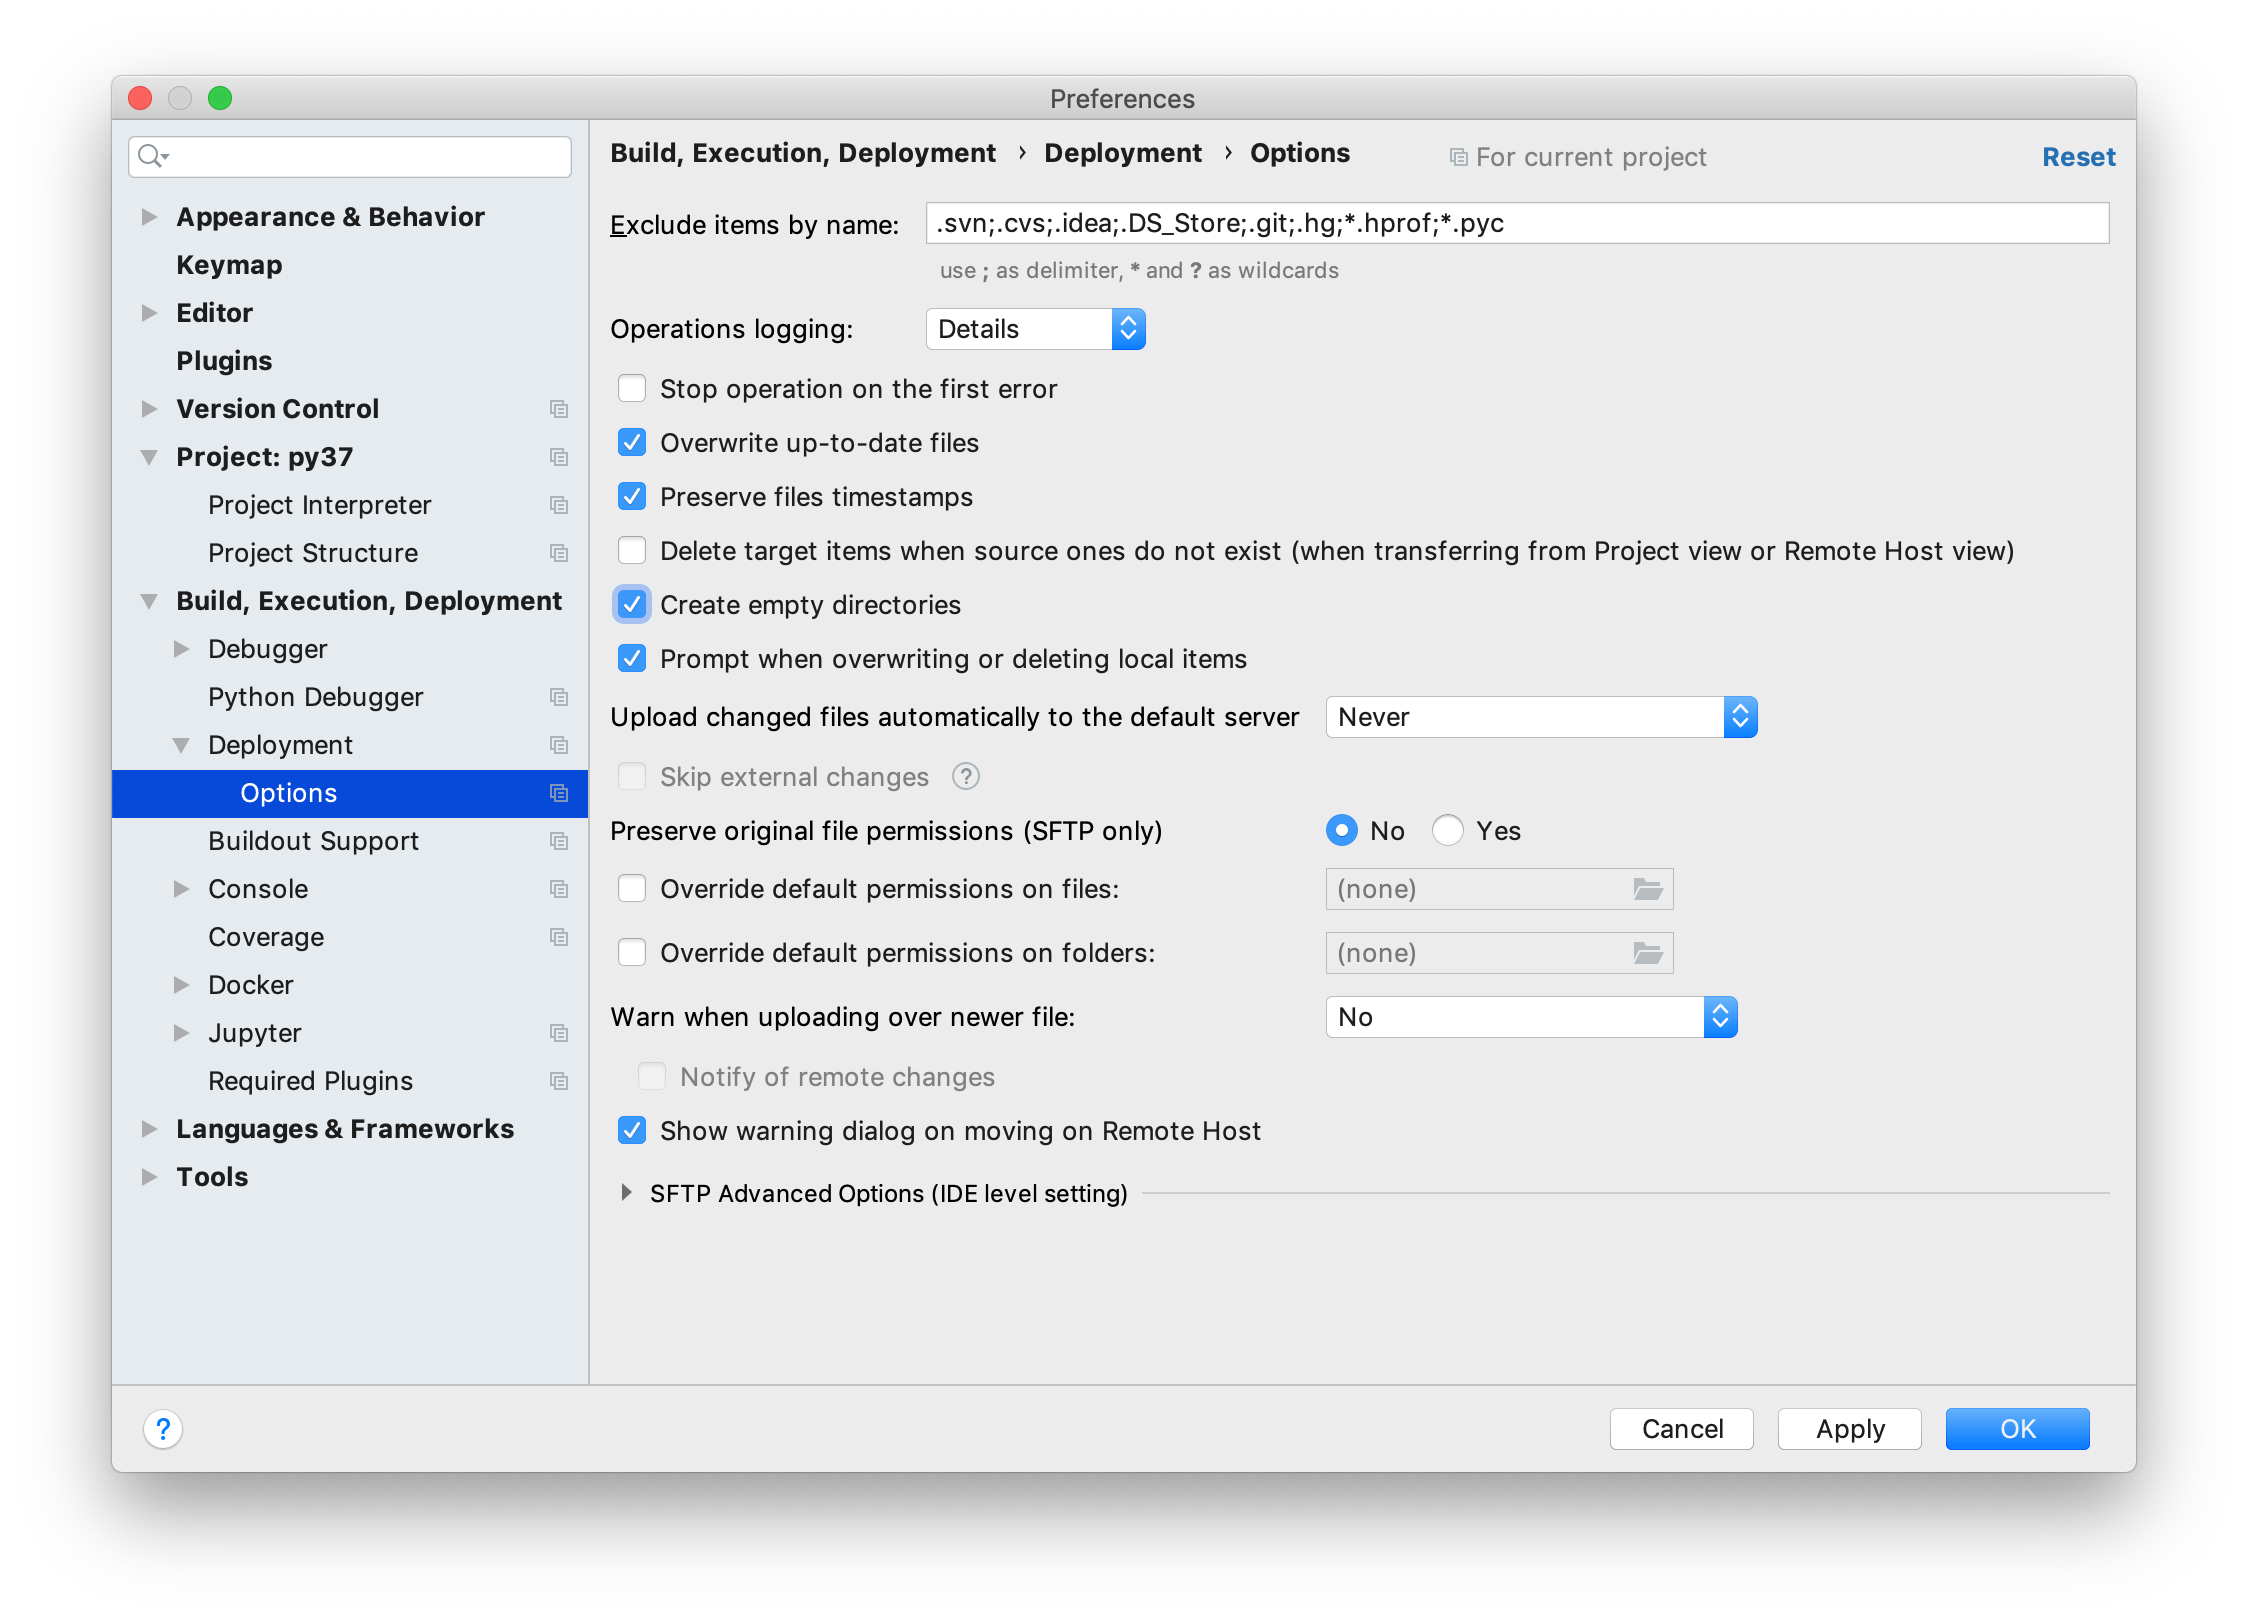 Preferences
Appearance & Behavior
Keymap
Editor
Plugins
Version Control
Project: py37
Project Interpreter
Project Structure
Build, Execution, Deployment
Debugger
Python Debugger
Deployment
Options
Buildout Support
Console
Coverage
Docker
Jupyter
Required Plugins
Languages & Frameworks
Tools
Build, Execution, Deployment › Deployment › Options For current project Reset
Exclude items by name: .svn;.cvs;.idea;.DS_Store;.git;.hg;*.hprof;*.pyc
use ; as delimiter, * and ? as wildcards
Operations logging: Details
Stop operation on the first error
Overwrite up-to-date files
Preserve files timestamps
Delete target items when source ones do not exist (when transferring from Project view or Remote Host view)
Create empty directories
Prompt when overwriting or deleting local items
Upload changed files automatically to the default server Never
Skip external changes ?
Preserve original file permissions (SFTP only) No Yes
Override default permissions on files: (none)
Override default permissions on folders: (none)
Warn when uploading over newer file: No
Notify of remote changes
Show warning dialog on moving on Remote Host
SFTP Advanced Options (IDE level setting)
? Cancel Apply OK